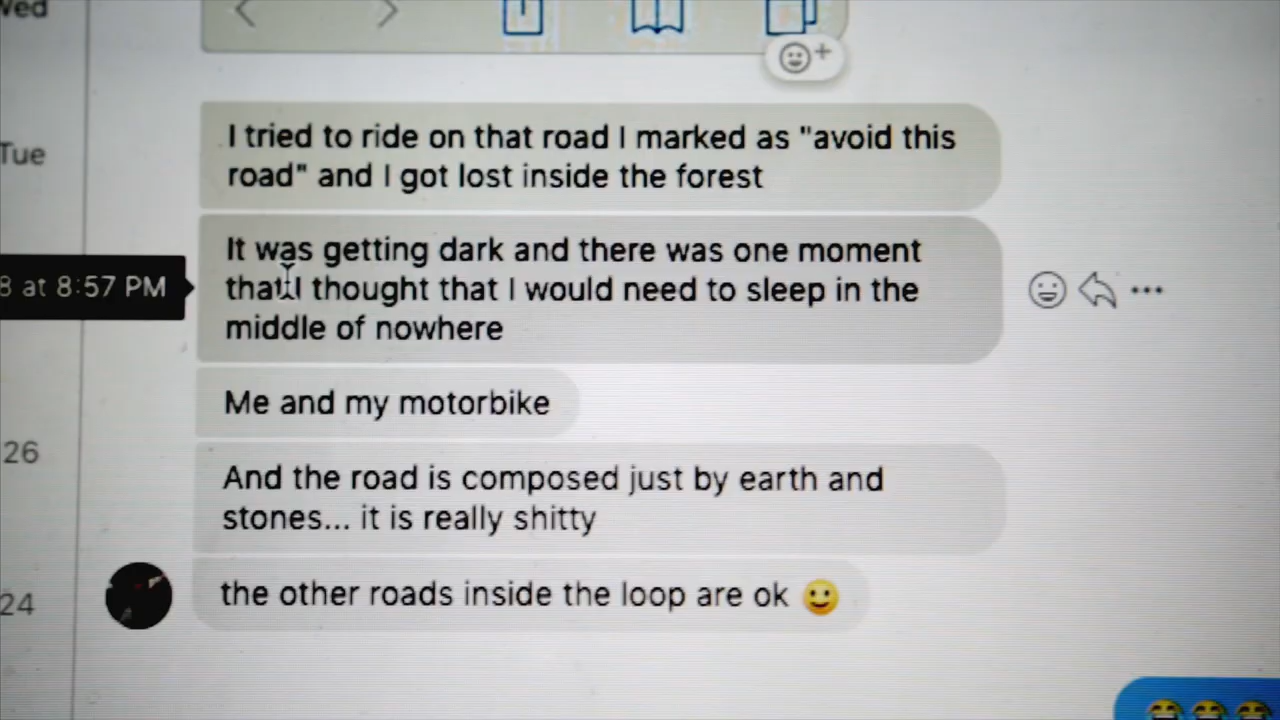 Wed
Tue
I tried to ride on that road I marked as "avoid this
road" and I got lost inside the forest
8 at 8:57 PM
It was getting dark and there was one moment
that I thought that I would need to sleep in the
middle of nowhere
Me and my motorbike
26
And the road is composed just by earth and
stones... it is really shitty
24
the other roads inside the loop are ok 🙂
😂😂😂